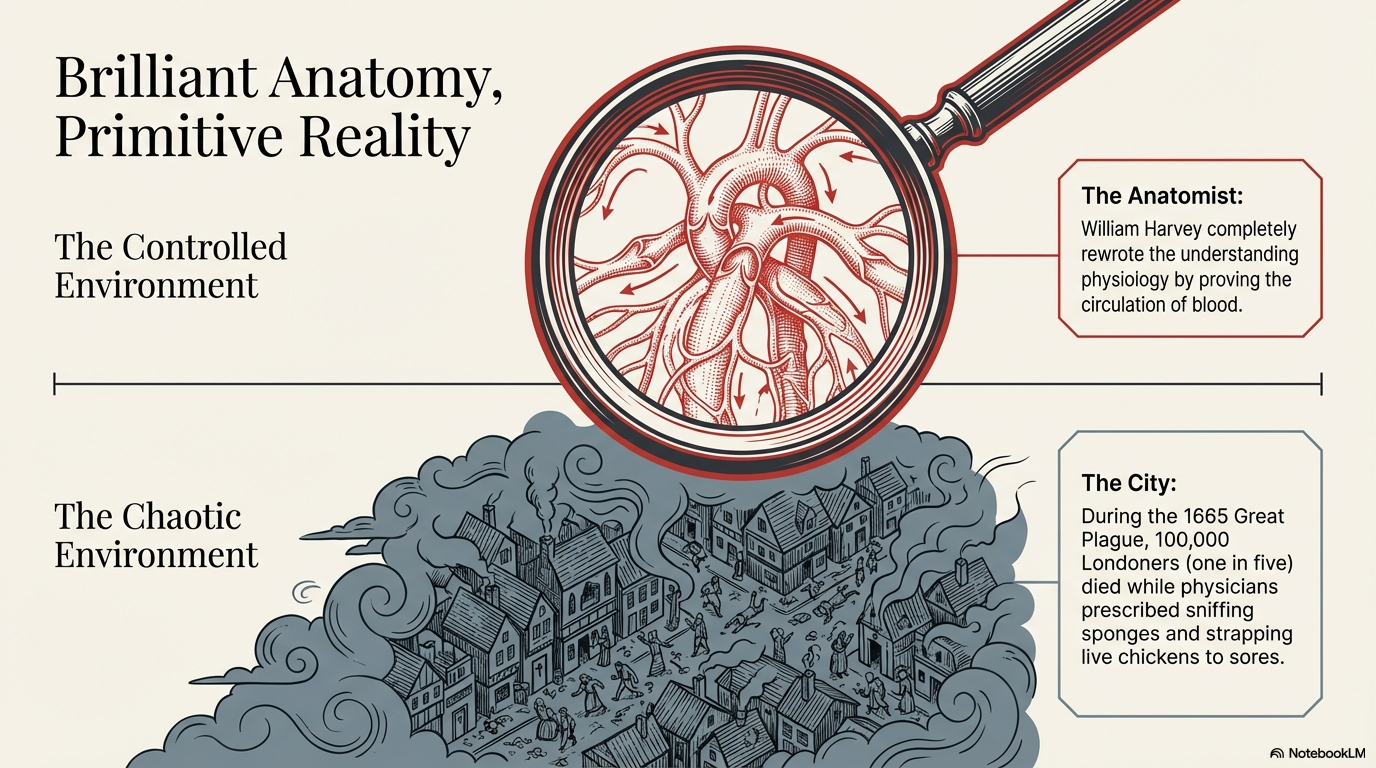 Brilliant Anatomy,
Primitive Reality
The Controlled
Environment
The Anatomist:
William Harvey completely
rewrote the understanding
physiology by proving the
circulation of blood.
The Chaotic
Environment
The City:
During the 1665 Great
Plague, 100,000
Londoners (one in five)
died while physicians
prescribed sniffing
sponges and strapping
live chickens to sores.
NotebookLM